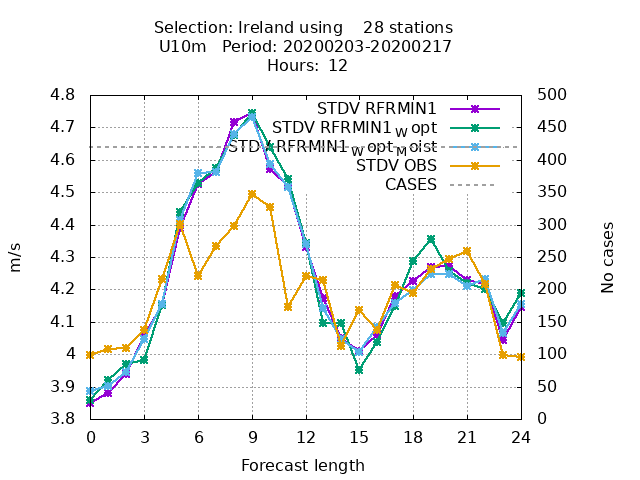 Selection: Ireland using 28 stations
U10m Period: 20200203-20200217
Hours: 12
STDV RFRMIN1
STDV RFRMIN1Wopt
STDV RFRMIN1WoptMoist
STDV OBS
CASES
4.8
4.7
4.6
4.5
4.4
4.3
4.2
4.1
4
3.9
3.8
500
450
400
350
300
250
200
150
100
50
0
m/s
No cases
0 3 6 9 12 15 18 21 24
Forecast length